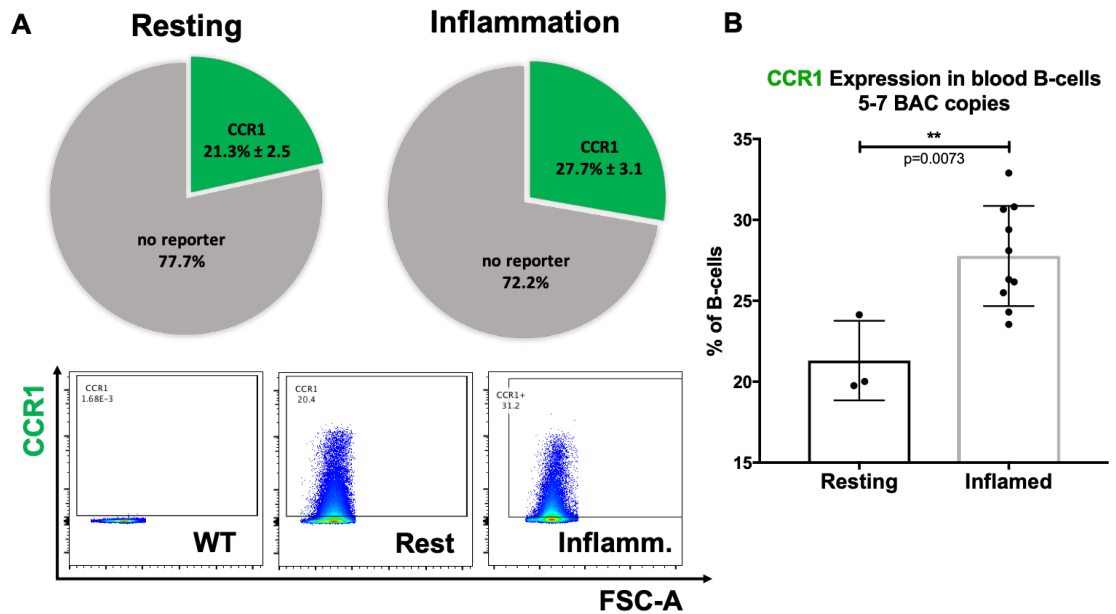 A
Resting
Inflammation
CCR1
21.3% ± 2.5
no reporter
77.7%
CCR1
27.7% ± 3.1
no reporter
72.2%
CCR1
CCR1
1.68E-3
WT
CCR1
20.4
Rest
CCR1+
31.2
Inflamm.
FSC-A
B
CCR1 Expression in blood B-cells
5-7 BAC copies
**
p=0.0073
% of B-cells
35
30
25
20
15
Resting
Inflamed